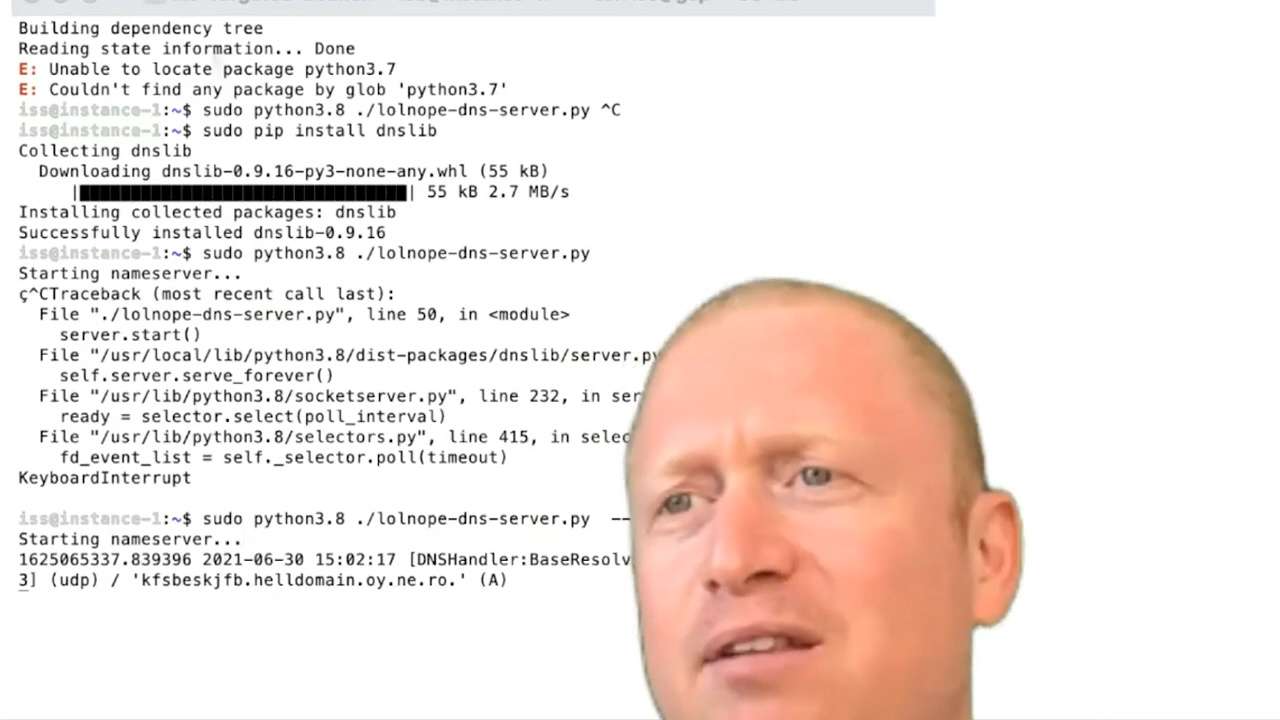 Building dependency tree
Reading state information... Done
E: Unable to locate package python3.7
E: Couldn't find any package by glob 'python3.7'
iss@instance-1:~$ sudo python3.8 ./lolnope-dns-server.py ^C
iss@instance-1:~$ sudo pip install dnslib
Collecting dnslib
Downloading dnslib-0.9.16-py3-none-any.whl (55 kB)
|████████████████████████████████| 55 kB 2.7 MB/s
Installing collected packages: dnslib
Successfully installed dnslib-0.9.16
iss@instance-1:~$ sudo python3.8 ./lolnope-dns-server.py
Starting nameserver...
ç^CTraceback (most recent call last):
File "./lolnope-dns-server.py", line 50, in <module>
server.start()
File "/usr/local/lib/python3.8/dist-packages/dnslib/server.py
self.server.serve_forever()
File "/usr/lib/python3.8/socketserver.py", line 232, in ser
ready = selector.select(poll_interval)
File "/usr/lib/python3.8/selectors.py", line 415, in selec
fd_event_list = self._selector.poll(timeout)
KeyboardInterrupt
iss@instance-1:~$ sudo python3.8 ./lolnope-dns-server.py --
Starting nameserver...
1625065337.839396 2021-06-30 15:02:17 [DNSHandler:BaseResolv
3] (udp) / 'kfsbeskjfb.helldomain.oy.ne.ro.' (A)